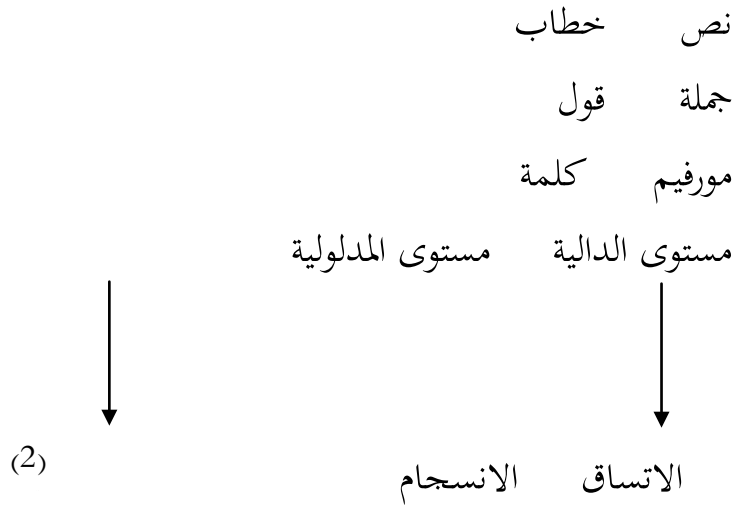 نص خطاب
جملة قول
مورفيم كلمة
مستوى الدالية مستوى المدلولية
الاتساق الانسجام (2)